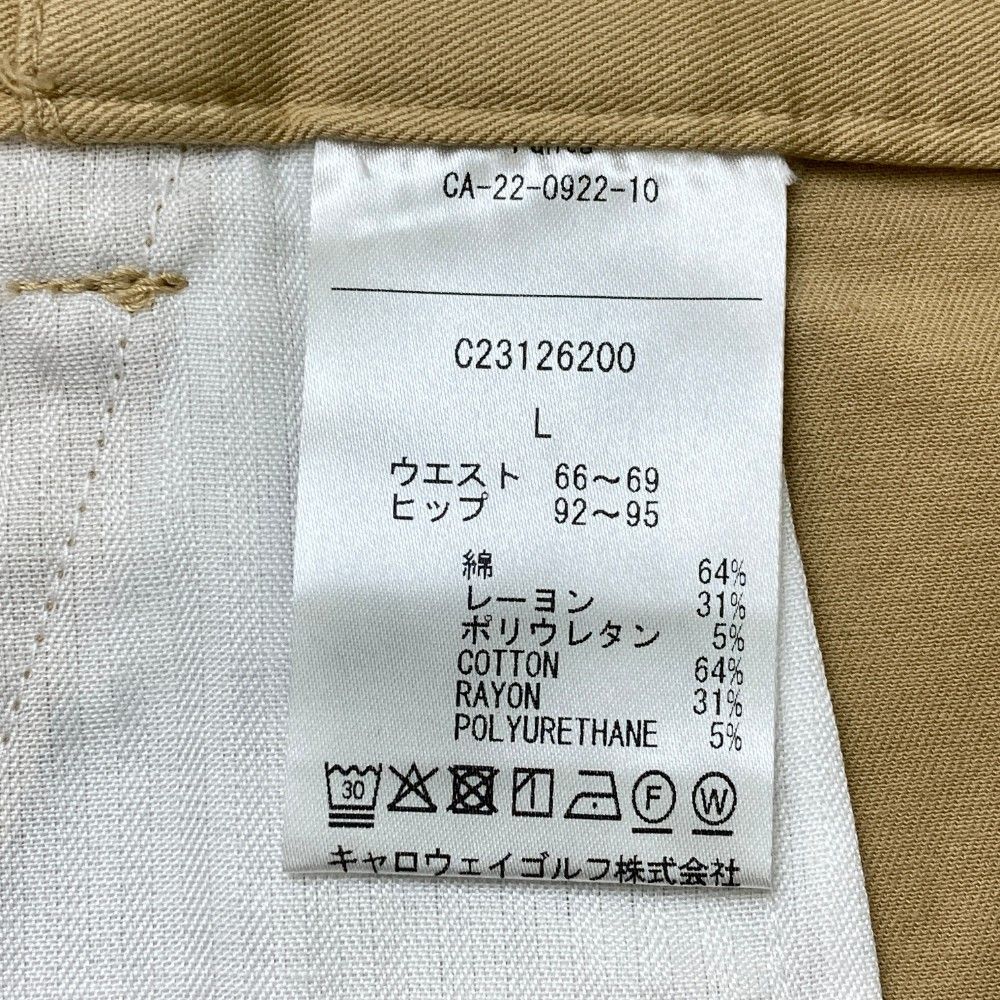 CA-22-0922-10
C23126200
L
ウエスト 66～69
ヒップ 92～95
綿 64%
レーヨン 31%
ポリウレタン 5%
COTTON 64%
RAYON 31%
POLYURETHANE 5%
30 F W
キャロウェイゴルフ株式会社